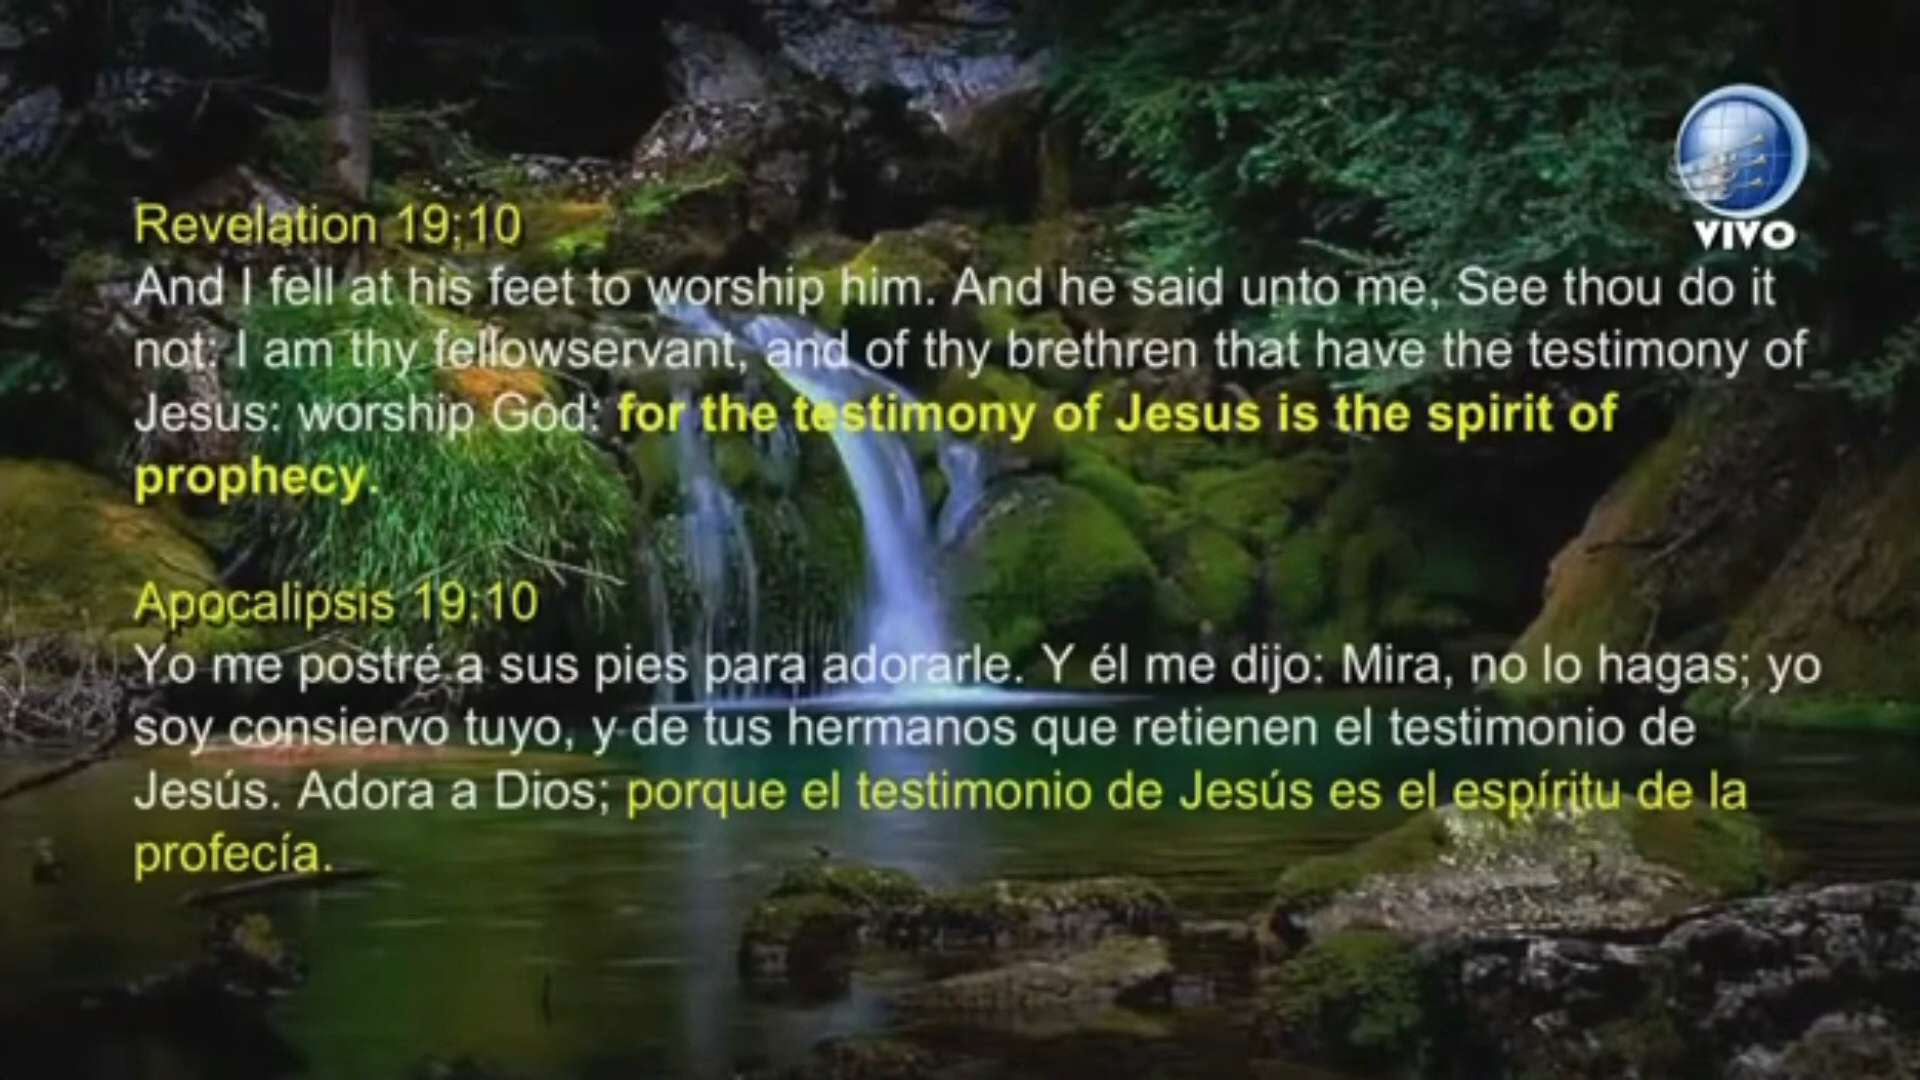 VIVO
Revelation 19:10
And I fell at his feet to worship him. And he said unto me, See thou do it
not: I am thy fellowservant, and of thy brethren that have the testimony of
Jesus: worship God: for the testimony of Jesus is the spirit of
prophecy.
Apocalipsis 19:10
Yo me postré a sus pies para adorarle. Y él me dijo: Mira, no lo hagas; yo
soy consiervo tuyo, y de tus hermanos que retienen el testimonio de
Jesús. Adora a Dios; porque el testimonio de Jesús es el espíritu de la
profecía.